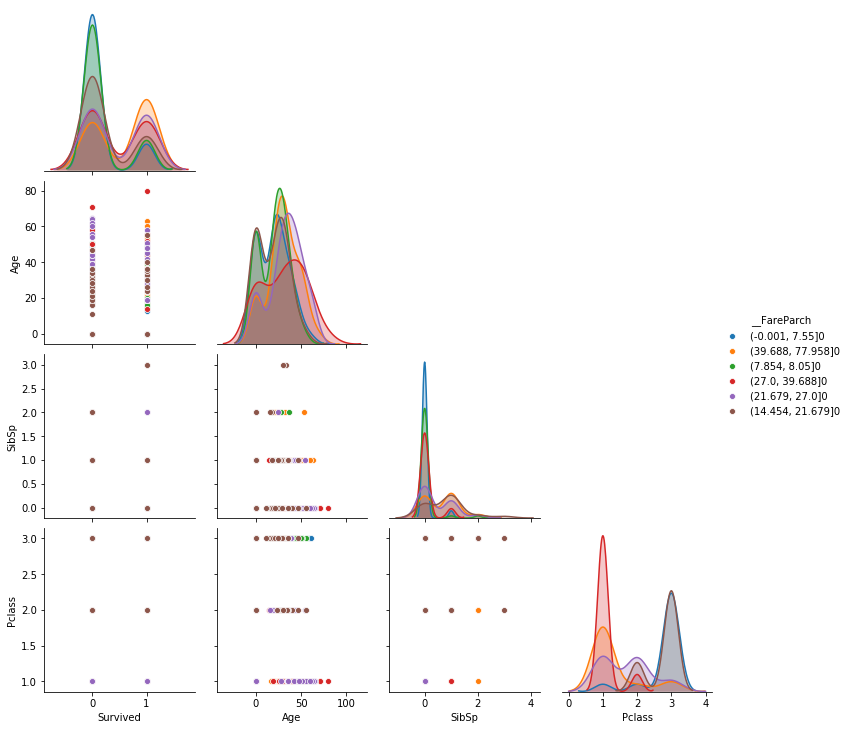 80
60
40
20
0
Age
3.0
2.5
2.0
1.5
1.0
0.5
0.0
SibSp
3.0
2.5
2.0
1.5
1.0
Pclass
0 1
Survived
0 50 100
Age
0 2 4
SibSp
0 1 2 3 4
Pclass
__FareParch
(-0.001, 7.55]0
(39.688, 77.958]0
(7.854, 8.05]0
(27.0, 39.688]0
(21.679, 27.0]0
(14.454, 21.679]0